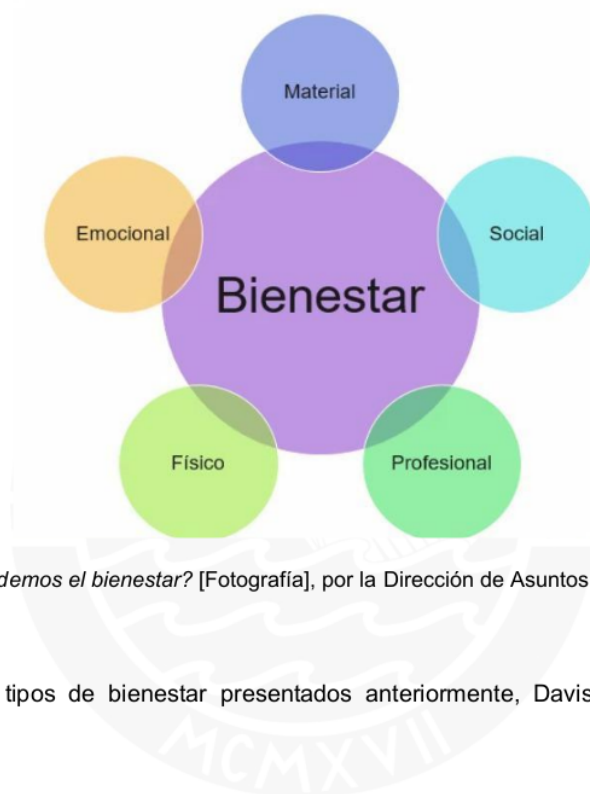 Material
Emocional
Social
Bienestar
Físico
Profesional
demos el bienestar? [Fotografía], por la Dirección de Asuntos
tipos de bienestar presentados anteriormente, Davis
MCMXVII